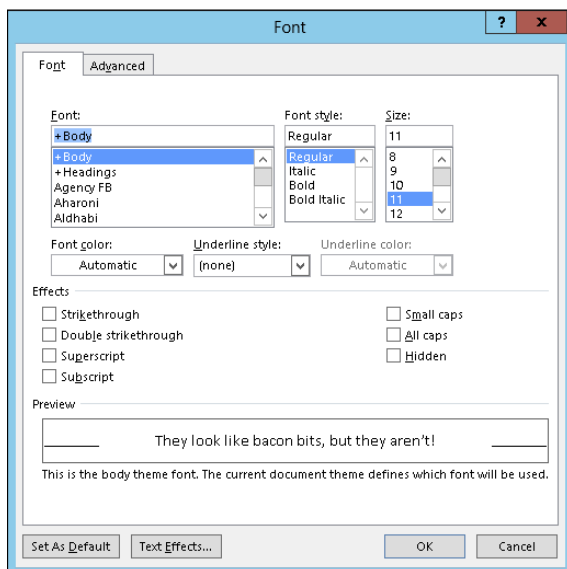 Font
?
x
Font
Advanced
Font:
Font style:
Size:
+Body
Regular
11
+Body
+Headings
Agency FB
Aharoni
Aldhabi
Regular
Italic
Bold
Bold Italic
8
9
10
11
12
Font color:
Underline style:
Underline color:
Automatic
(none)
Automatic
Effects
Strikethrough
Double strikethrough
Superscript
Subscript
Small caps
All caps
Hidden
Preview
They look like bacon bits, but they aren't!
This is the body theme font. The current document theme defines which font will be used.
Set As Default
Text Effects...
OK
Cancel